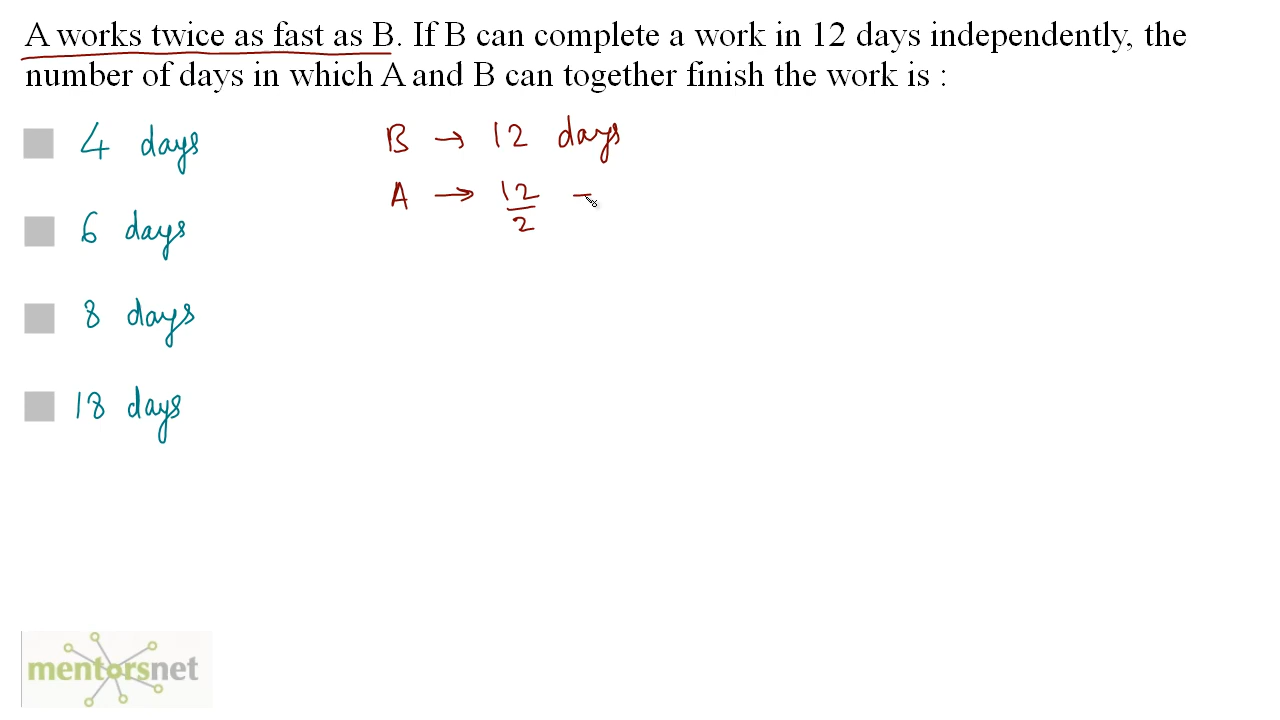 A works twice as fast as B. If B can complete a work in 12 days independently, the
number of days in which A and B can together finish the work is :
4 days
B → 12 days
A → 12/2 -
6 days
8 days
18 days
mentorsnet